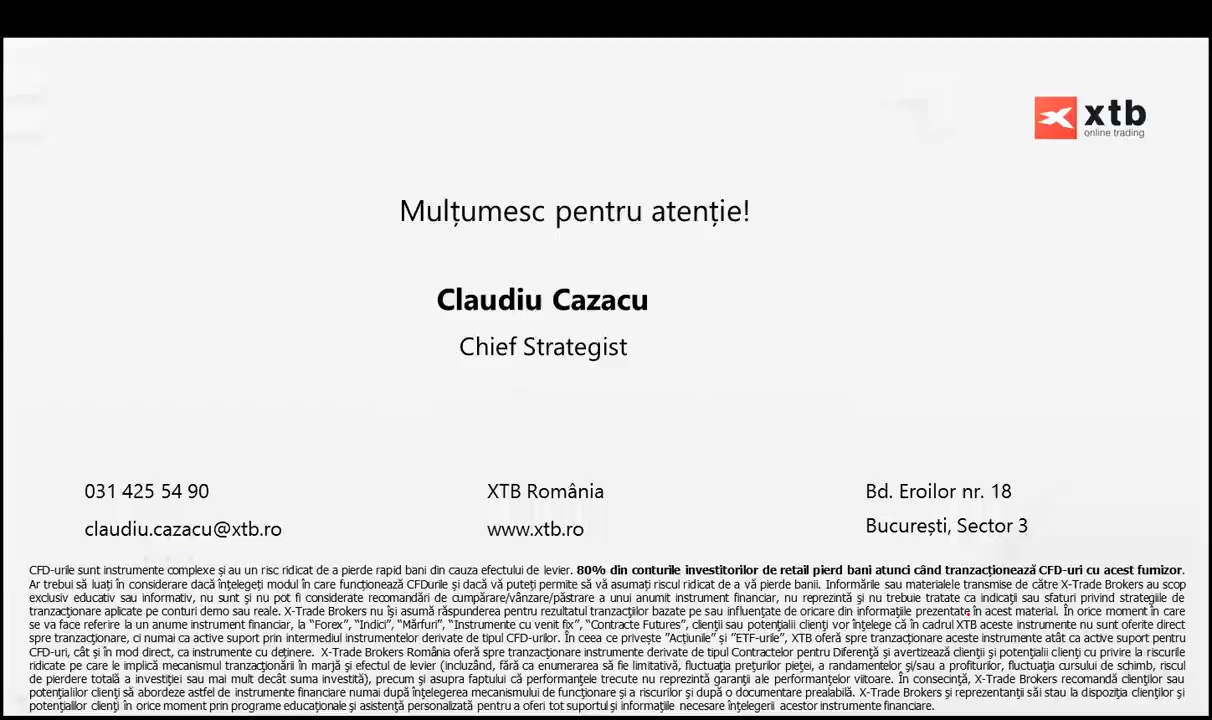 xtb
online trading
Mulțumesc pentru atenție!
Claudiu Cazacu
Chief Strategist
031 425 54 90
XTB România
Bd. Eroilor nr. 18
claudiu.cazacu@xtb.ro
www.xtb.ro
București, Sector 3
CFD-urile sunt instrumente complexe și au un risc ridicat de a pierde rapid bani din cauza efectului de levier. 80% din conturile investitorilor de retail pierd bani atunci când tranzacționează CFD-uri cu acest furnizor.
Ar trebui să luați în considerare dacă înțelegeți modul în care funcționează CFDurile și dacă vă puteți permite să vă asumați riscul ridicat de a vă pierde banii. Informările sau materialele transmise de către X-Trade Brokers au scop
exclusiv educativ sau informativ, nu sunt și nu pot fi considerate recomandări de cumpărare/vânzare/păstrare a unui anumit instrument financiar, nu reprezintă și nu trebuie tratate ca indicații sau sfaturi privind strategiile de
tranzacționare aplicate pe conturi demo sau reale. X-Trade Brokers nu își asumă răspunderea pentru rezultatul tranzacțiilor bazate pe sau influențate de oricare din informațiile prezentate în acest material. În orice moment în care
se va face referire la un anume instrument financiar, la “Forex”, “Indici”, “Mărfuri”, “Instrumente cu venit fix”, “Contracte Futures”, clienții sau potențialii clienți vor înțelege că în cadrul XTB aceste instrumente nu sunt oferite direct
spre tranzacționare, ci numai ca active suport prin intermediul instrumentelor derivate de tipul CFD-urilor. În ceea ce privește ”Acțiunile” și ”ETF-urile”, XTB oferă spre tranzacționare aceste instrumente atât ca active suport pentru
CFD-uri, cât și în mod direct, ca instrumente cu deținere. X-Trade Brokers România oferă spre tranzacționare instrumente derivate de tipul Contractelor pentru Diferență și avertizează clienții și potențialii clienți cu privire la riscurile
ridicate pe care le implică mecanismul tranzacționării în marjă și efectul de levier (incluzând, fără ca enumerarea să fie limitativă, fluctuația prețurilor pieței, a randamentelor și/sau a profiturilor, fluctuația cursului de schimb, riscul
de pierdere totală a investiției sau mai mult decât suma investită), precum și asupra faptului că performanțele trecute nu reprezintă garanții ale performanțelor viitoare. În consecință, X-Trade Brokers recomandă clienților sau
potențialilor clienți să abordeze astfel de instrumente financiare numai după înțelegerea mecanismului de funcționare și a riscurilor și după o documentare prealabilă. X-Trade Brokers și reprezentanții săi stau la dispoziția clienților și
potențialilor clienți în orice moment prin programe educaționale și asistență personalizată pentru a oferi tot suportul și informațiile necesare înțelegerii acestor instrumente financiare.